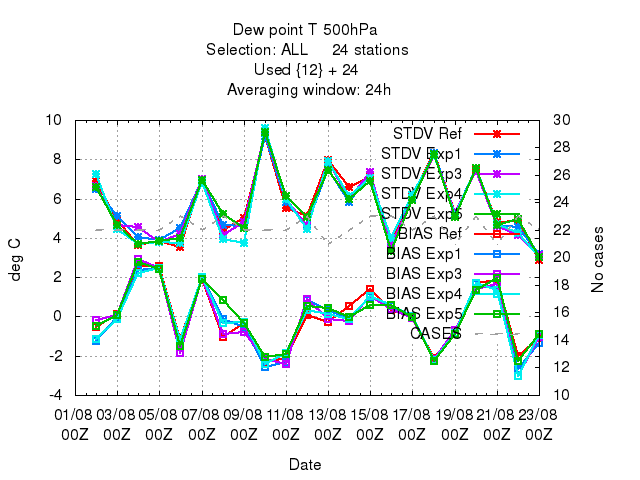 Dew point T 500hPa
Selection: ALL 24 stations
Used {12} + 24
Averaging window: 24h
10 30
8 28
6 26
4 24
2 22
0 20
-2 18
-4 16
14
12
10
deg C
No cases
STDV Ref
STDV Exp1
STDV Exp3
STDV Exp4
STDV Exp5
BIAS Ref
BIAS Exp1
BIAS Exp3
BIAS Exp4
BIAS Exp5
CASES
01/08 03/08 05/08 07/08 09/08 11/08 13/08 15/08 17/08 19/08 21/08 23/08
00Z 00Z 00Z 00Z 00Z 00Z 00Z 00Z 00Z 00Z 00Z 00Z
Date